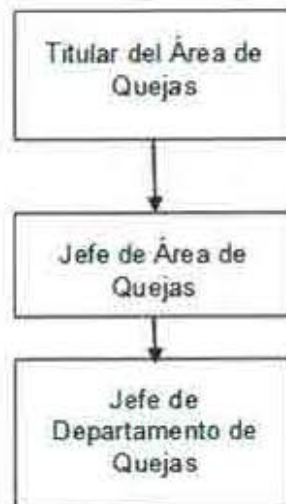 Titular del Área de
Quejas
Jefe de Área de
Quejas
Jefe de
Departamento de
Quejas